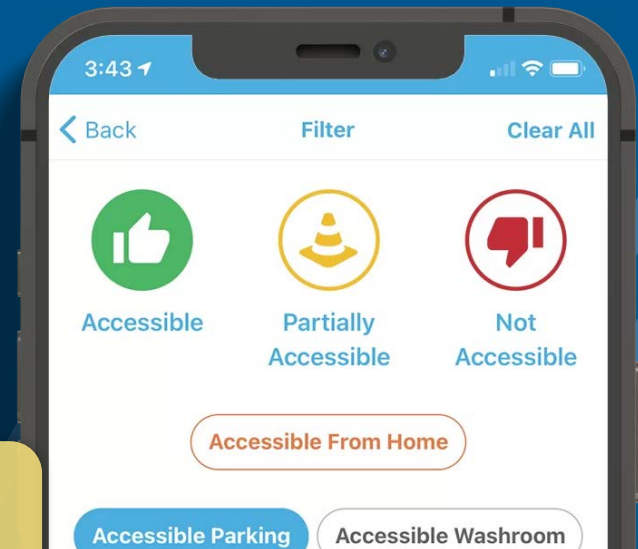 3:43
Back
Filter
Clear All
Accessible
Partially
Accessible
Not
Accessible
Accessible From Home
Accessible Parking
Accessible Washroom